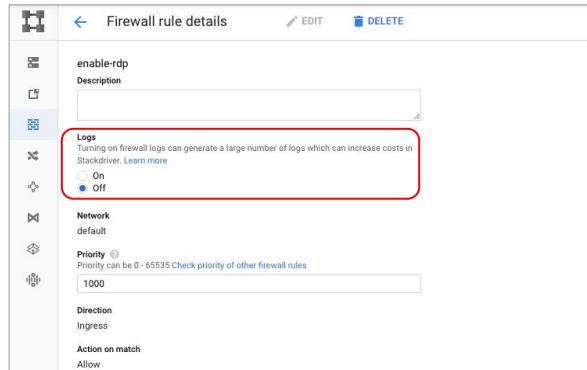 Firewall rule details
EDIT
DELETE
enable-rdp
Description
Logs
Turning on firewall logs can generate a large number of logs which can increase costs in
Stackdriver. Learn more
On
Off
Network
default
Priority
Priority can be 0 - 65535 Check priority of other firewall rules
1000
Direction
Ingress
Action on match
Allow